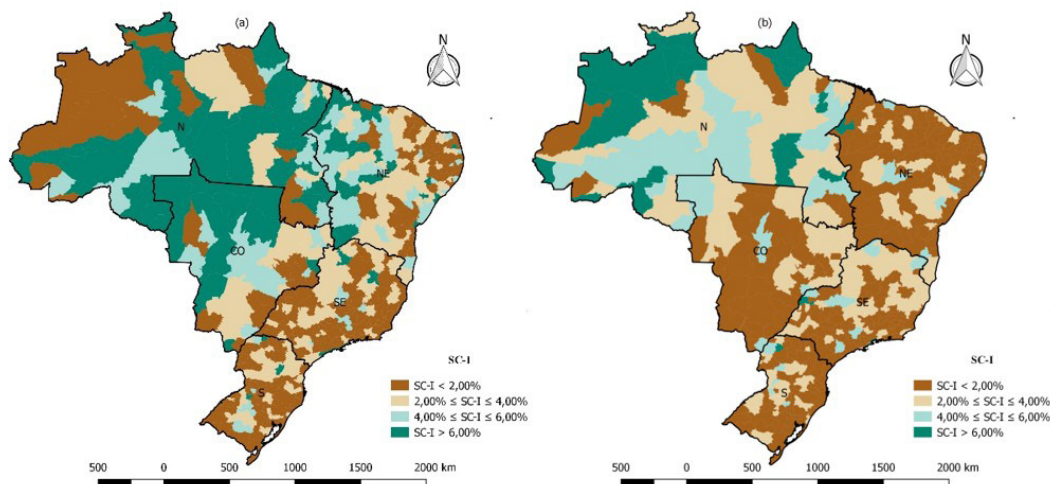 (a)
N
N
NE
CO
SE
S
SC-I
SC-I < 2,00%
2,00% ≤ SC-I ≤ 4,00%
4,00% ≤ SC-I ≤ 6,00%
SC-I > 6,00%
500 0 500 1000 1500 2000 km
(b)
N
N
NE
CO
SE
S
SC-I
SC-I < 2,00%
2,00% ≤ SC-I ≤ 4,00%
4,00% ≤ SC-I ≤ 6,00%
SC-I > 6,00%
500 0 500 1000 1500 2000 km